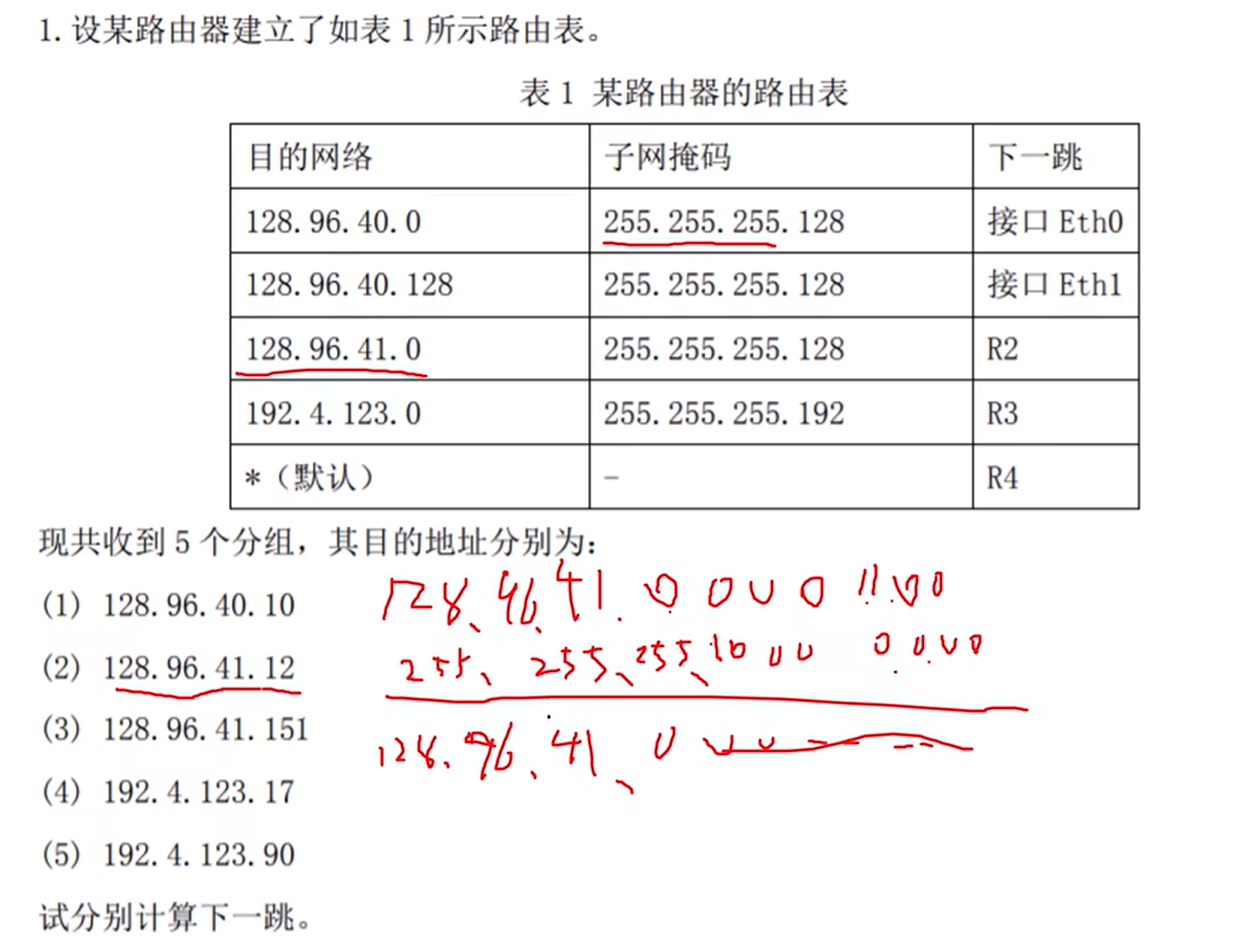 1. 设某路由器建立了如表 1 所示路由表。
表 1 某路由器的路由表
目的网络 子网掩码 下一跳
128.96.40.0 255.255.255.128 接口 Eth0
128.96.40.128 255.255.255.128 接口 Eth1
128.96.41.0 255.255.255.128 R2
192.4.123.0 255.255.255.192 R3
*（默认） - R4
现共收到 5 个分组，其目的地址分别为：
(1) 128.96.40.10
128.96.41.0000 1100
(2) 128.96.41.12
255.255.255.1000 0000
(3) 128.96.41.151
128.96.41.0
(4) 192.4.123.17
(5) 192.4.123.90
试分别计算下一跳。